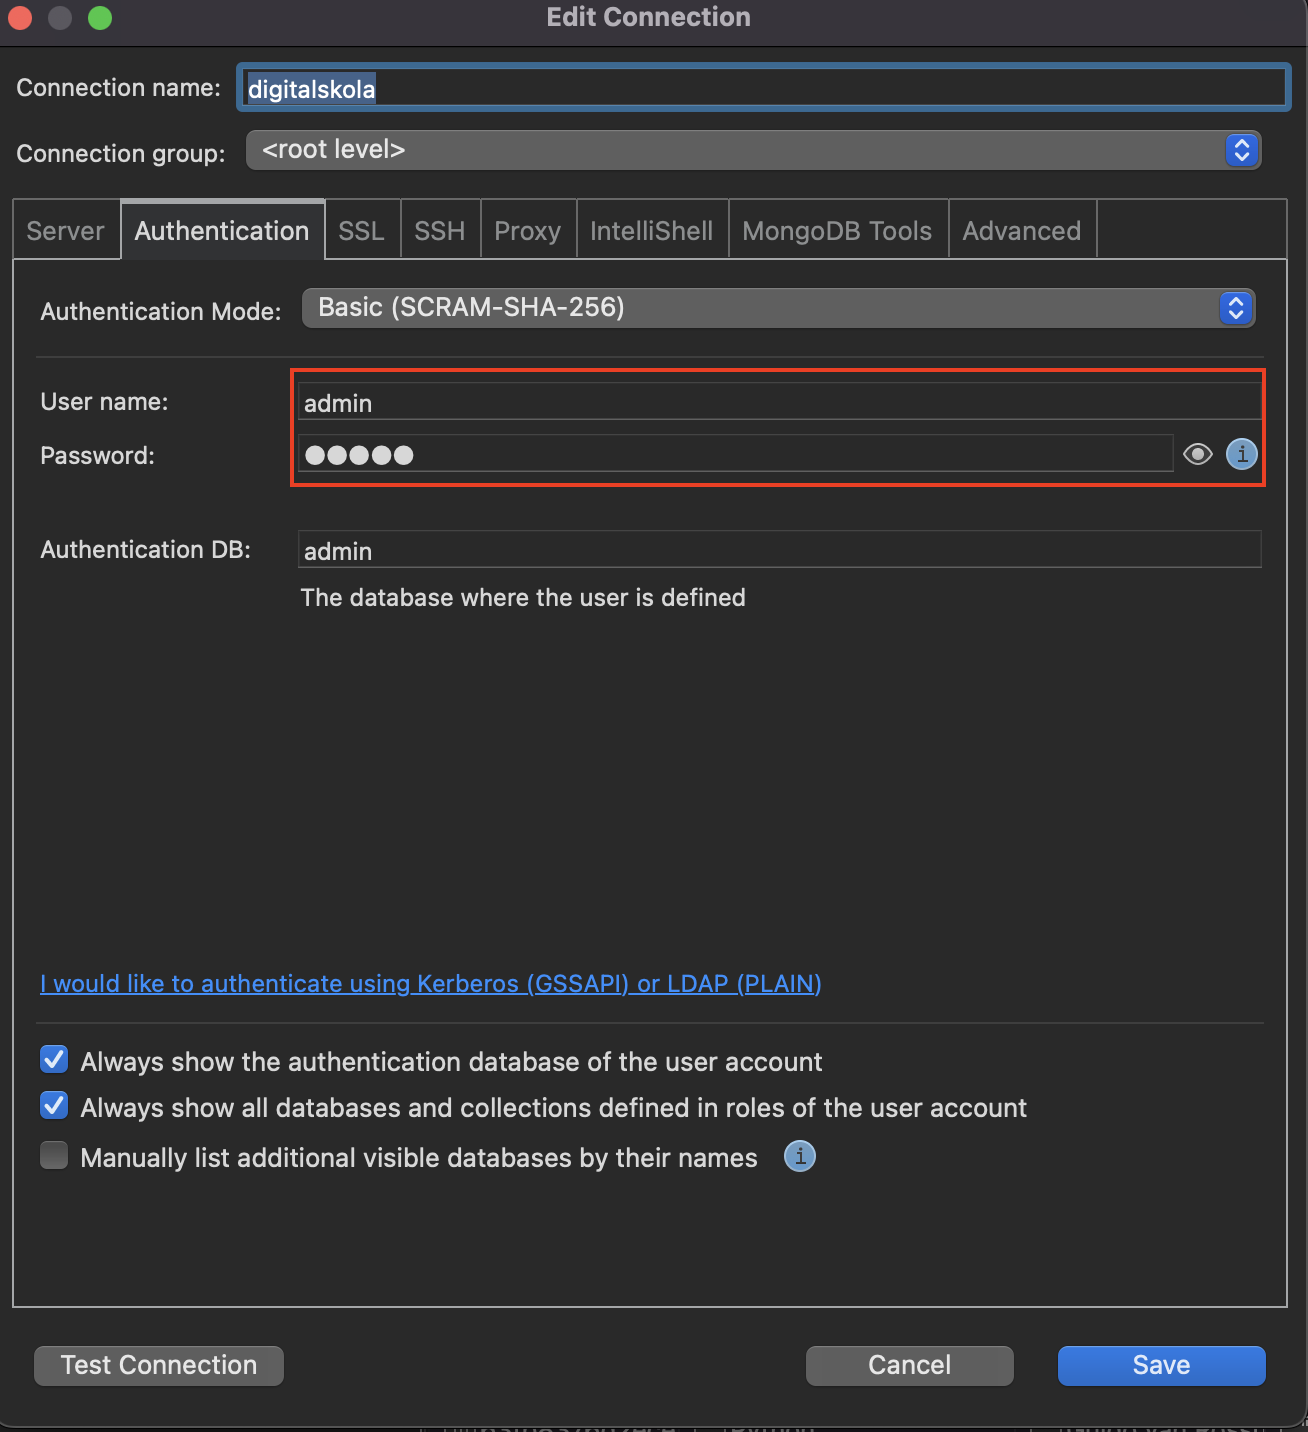 Edit Connection
Connection name: digitalskola
Connection group: <root level>
Server Authentication SSL SSH Proxy IntelliShell MongoDB Tools Advanced
Authentication Mode: Basic (SCRAM-SHA-256)
User name: admin
Password: ●●●●●
Authentication DB: admin
The database where the user is defined
I would like to authenticate using Kerberos (GSSAPI) or LDAP (PLAIN)
Always show the authentication database of the user account
Always show all databases and collections defined in roles of the user account
Manually list additional visible databases by their names
Test Connection Cancel Save